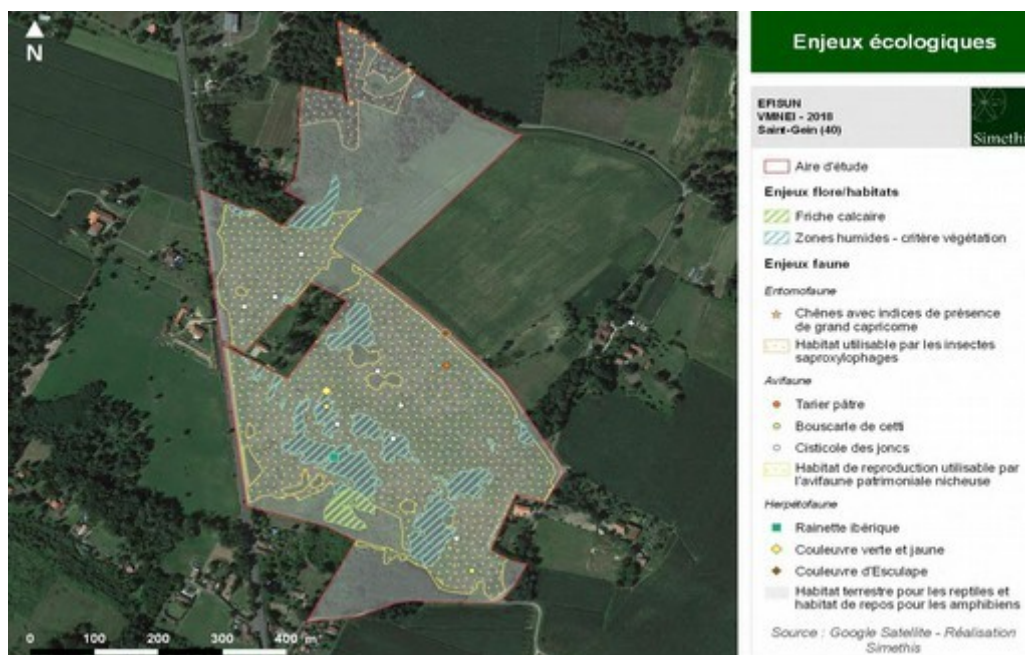 N
0 100 200 300 400 m
Enjeux écologiques
EFISUN
VMNEI - 2018
Saint-Gein (40)
Simethis
Aire d'étude
Enjeux flore/habitats
Friche calcaire
Zones humides - critère végétation
Enjeux faune
Entomofaune
Chênes avec indices de présence
de grand capricorne
Habitat utilisable par les insectes
saproxylophages
Avifaune
Tarier pâtre
Bouscarle de cetti
Cisticole des joncs
Habitat de reproduction utilisable par
l'avifaune patrimoniale nicheuse
Herpétofaune
Rainette ibérique
Couleuvre verte et jaune
Couleuvre d'Esculape
Habitat terrestre pour les reptiles et
habitat de repos pour les amphibiens
Source : Google Satellite - Réalisation
Simethis